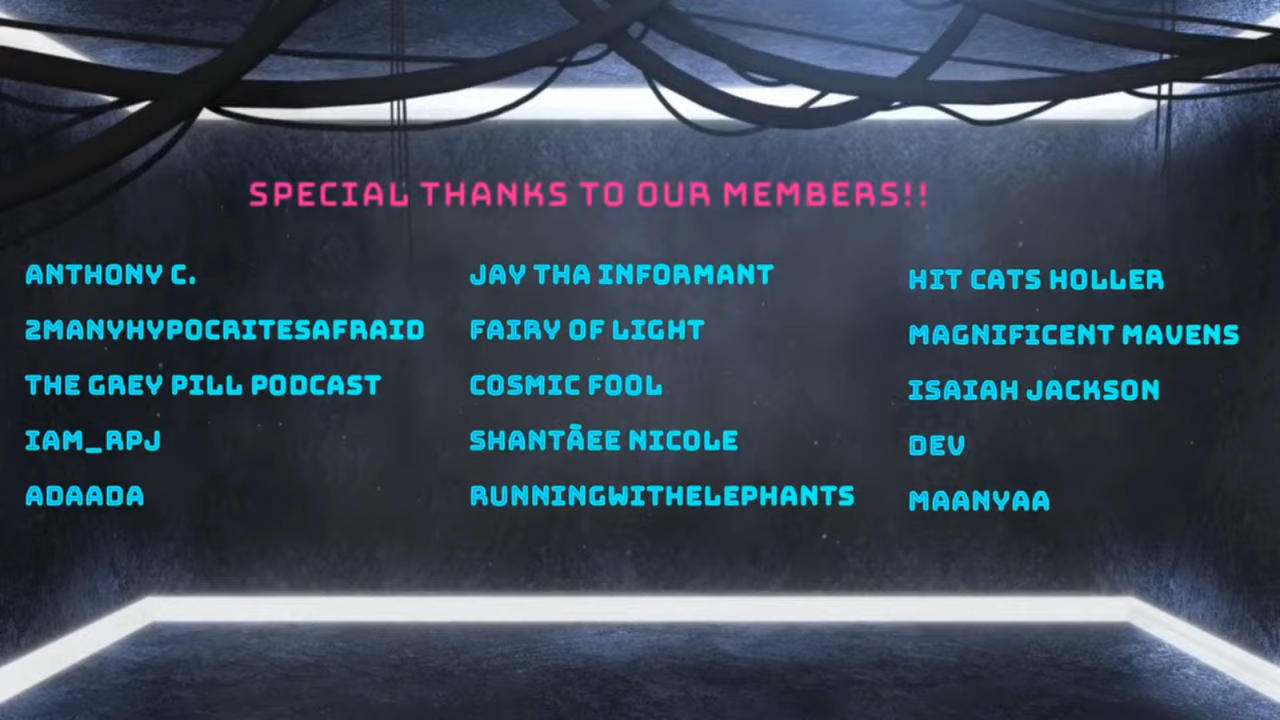 SPECIAL THANKS TO OUR MEMBERS!!
ANTHONY C.
2MANYHYPOCRITESAFRAID
THE GREY PILL PODCAST
IAM_RPJ
ADAADA
JAY THA INFORMANT
FAIRY OF LIGHT
COSMIC FOOL
SHANTÃEE NICOLE
RUNNINGWITHELEPHANTS
HIT CATS HOLLER
MAGNIFICENT MAVENS
ISAIAH JACKSON
DEV
MAANYAA